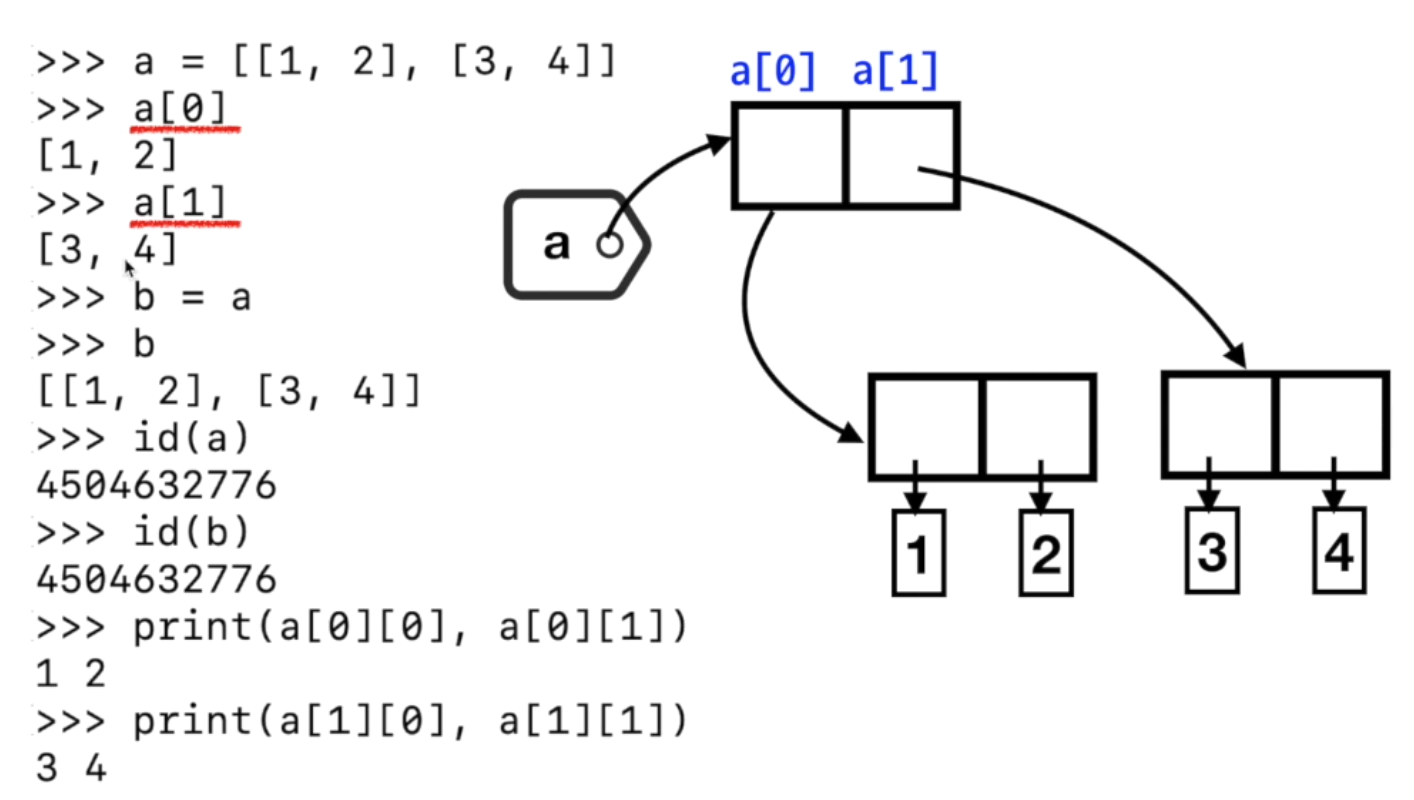 >>> a = [[1, 2], [3, 4]]
>>> a[0]
[1, 2]
>>> a[1]
[3, 4]
>>> b = a
>>> b
[[1, 2], [3, 4]]
>>> id(a)
4504632776
>>> id(b)
4504632776
>>> print(a[0][0], a[0][1])
1 2
>>> print(a[1][0], a[1][1])
3 4
a[0] a[1]
a
1 2 3 4